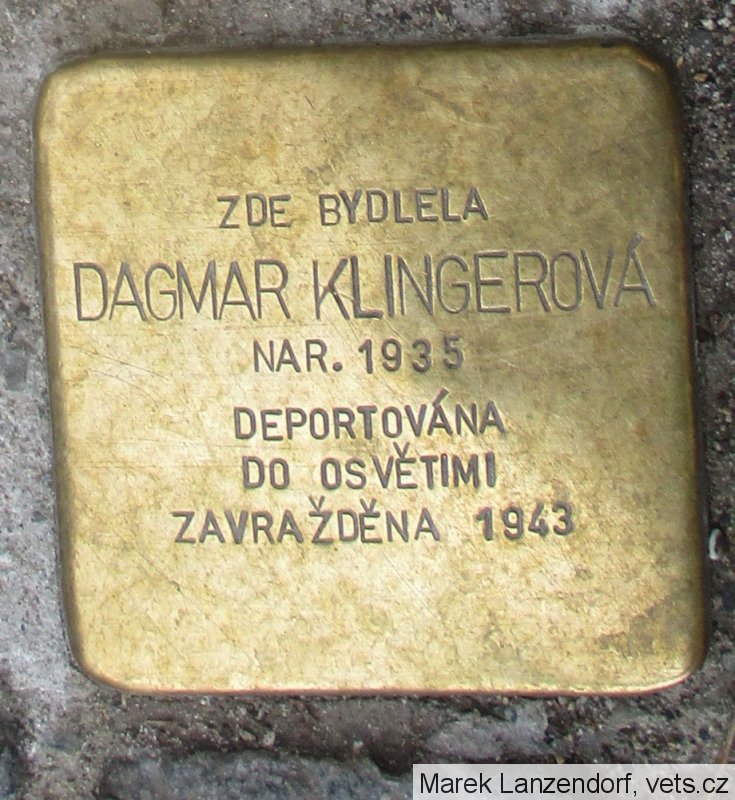 ZDE BYDLELA
DAGMAR KLINGEROVÁ
NAR. 1935
DEPORTOVÁNA
DO OSVĚTIMI
ZAVRAŽDĚNA 1943
Marek Lanzendorf, vets.cz